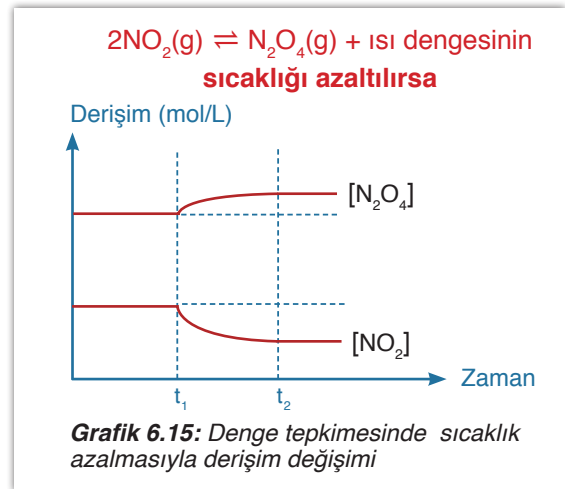 2NO₂(g) ⇌ N₂O₄(g) + ısı dengesinin
sıcaklığı azaltılırsa
Derişim (mol/L)
[N₂O₄]
[NO₂]
Zaman
t₁
t₂
Grafik 6.15: Denge tepkimesinde sıcaklık
azalmasıyla derişim değişimi